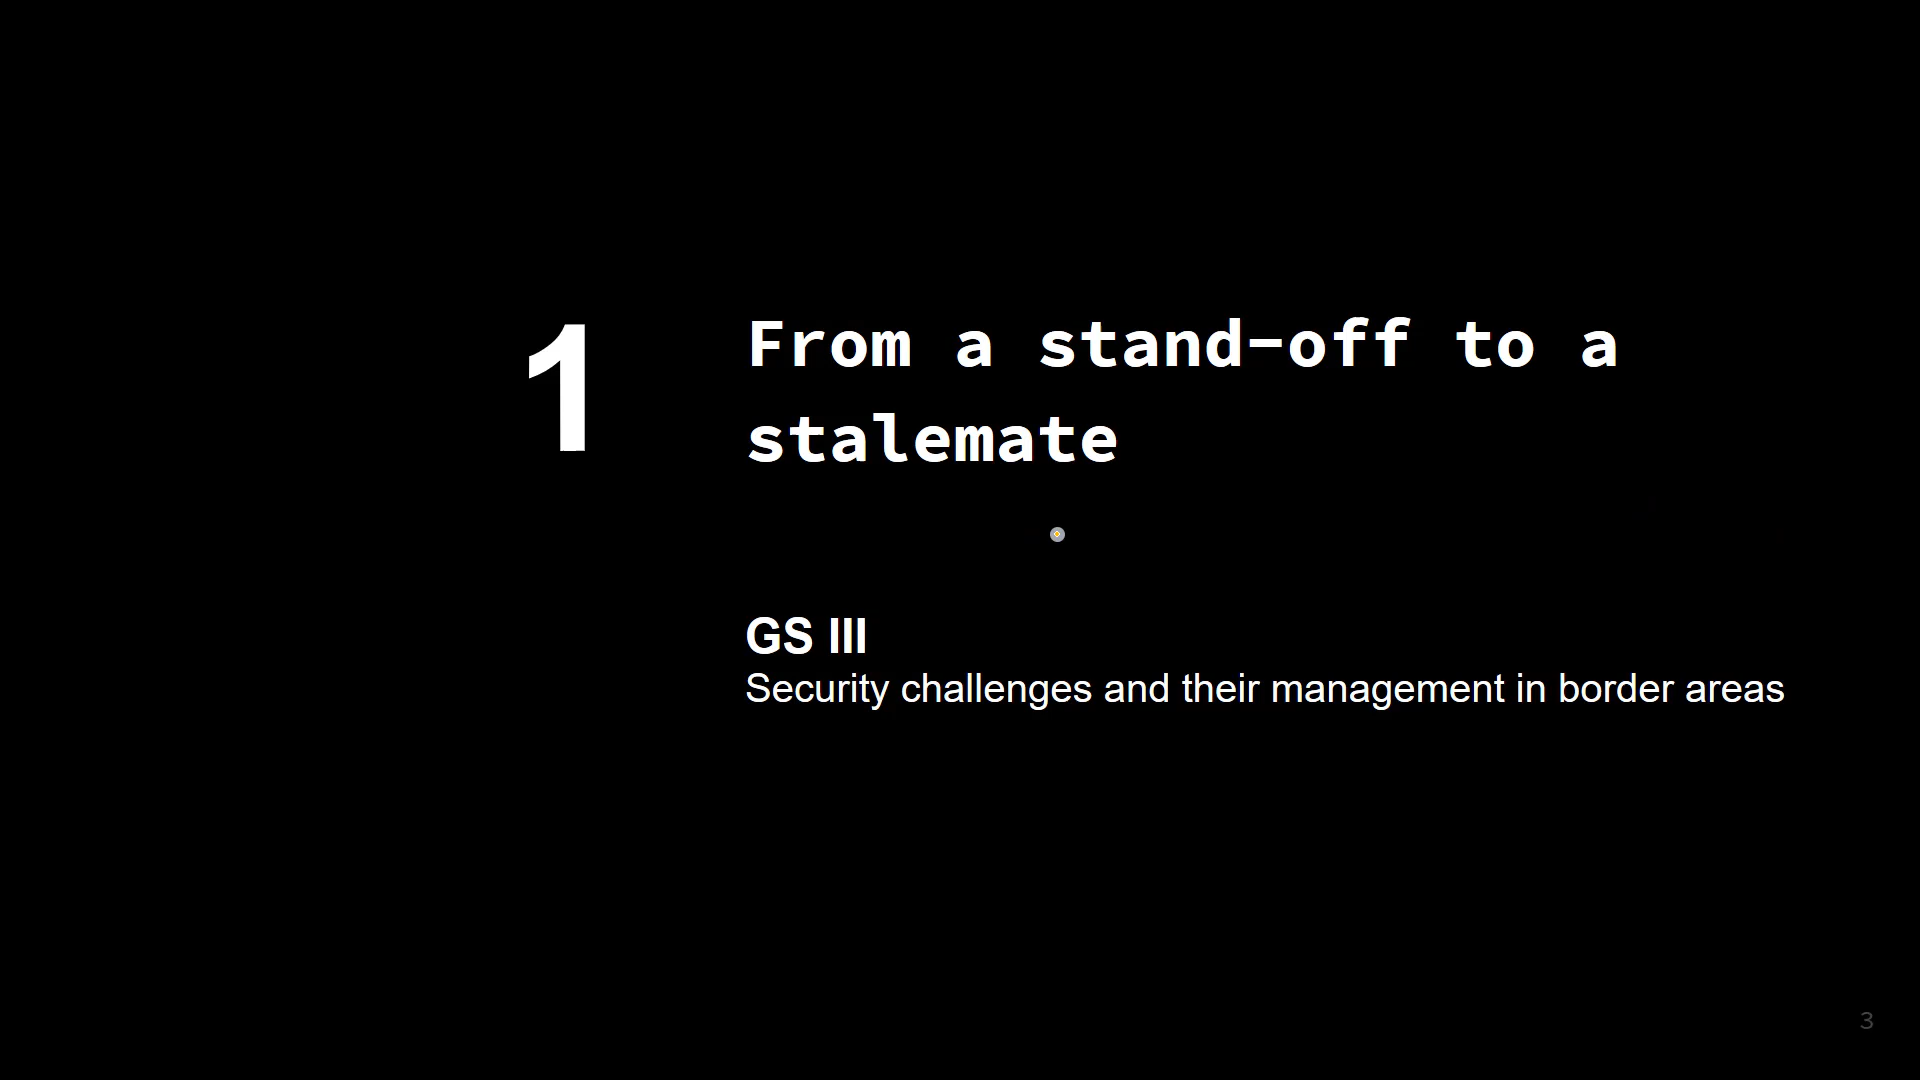 1
From a stand-off to a
stalemate
GS III
Security challenges and their management in border areas
3